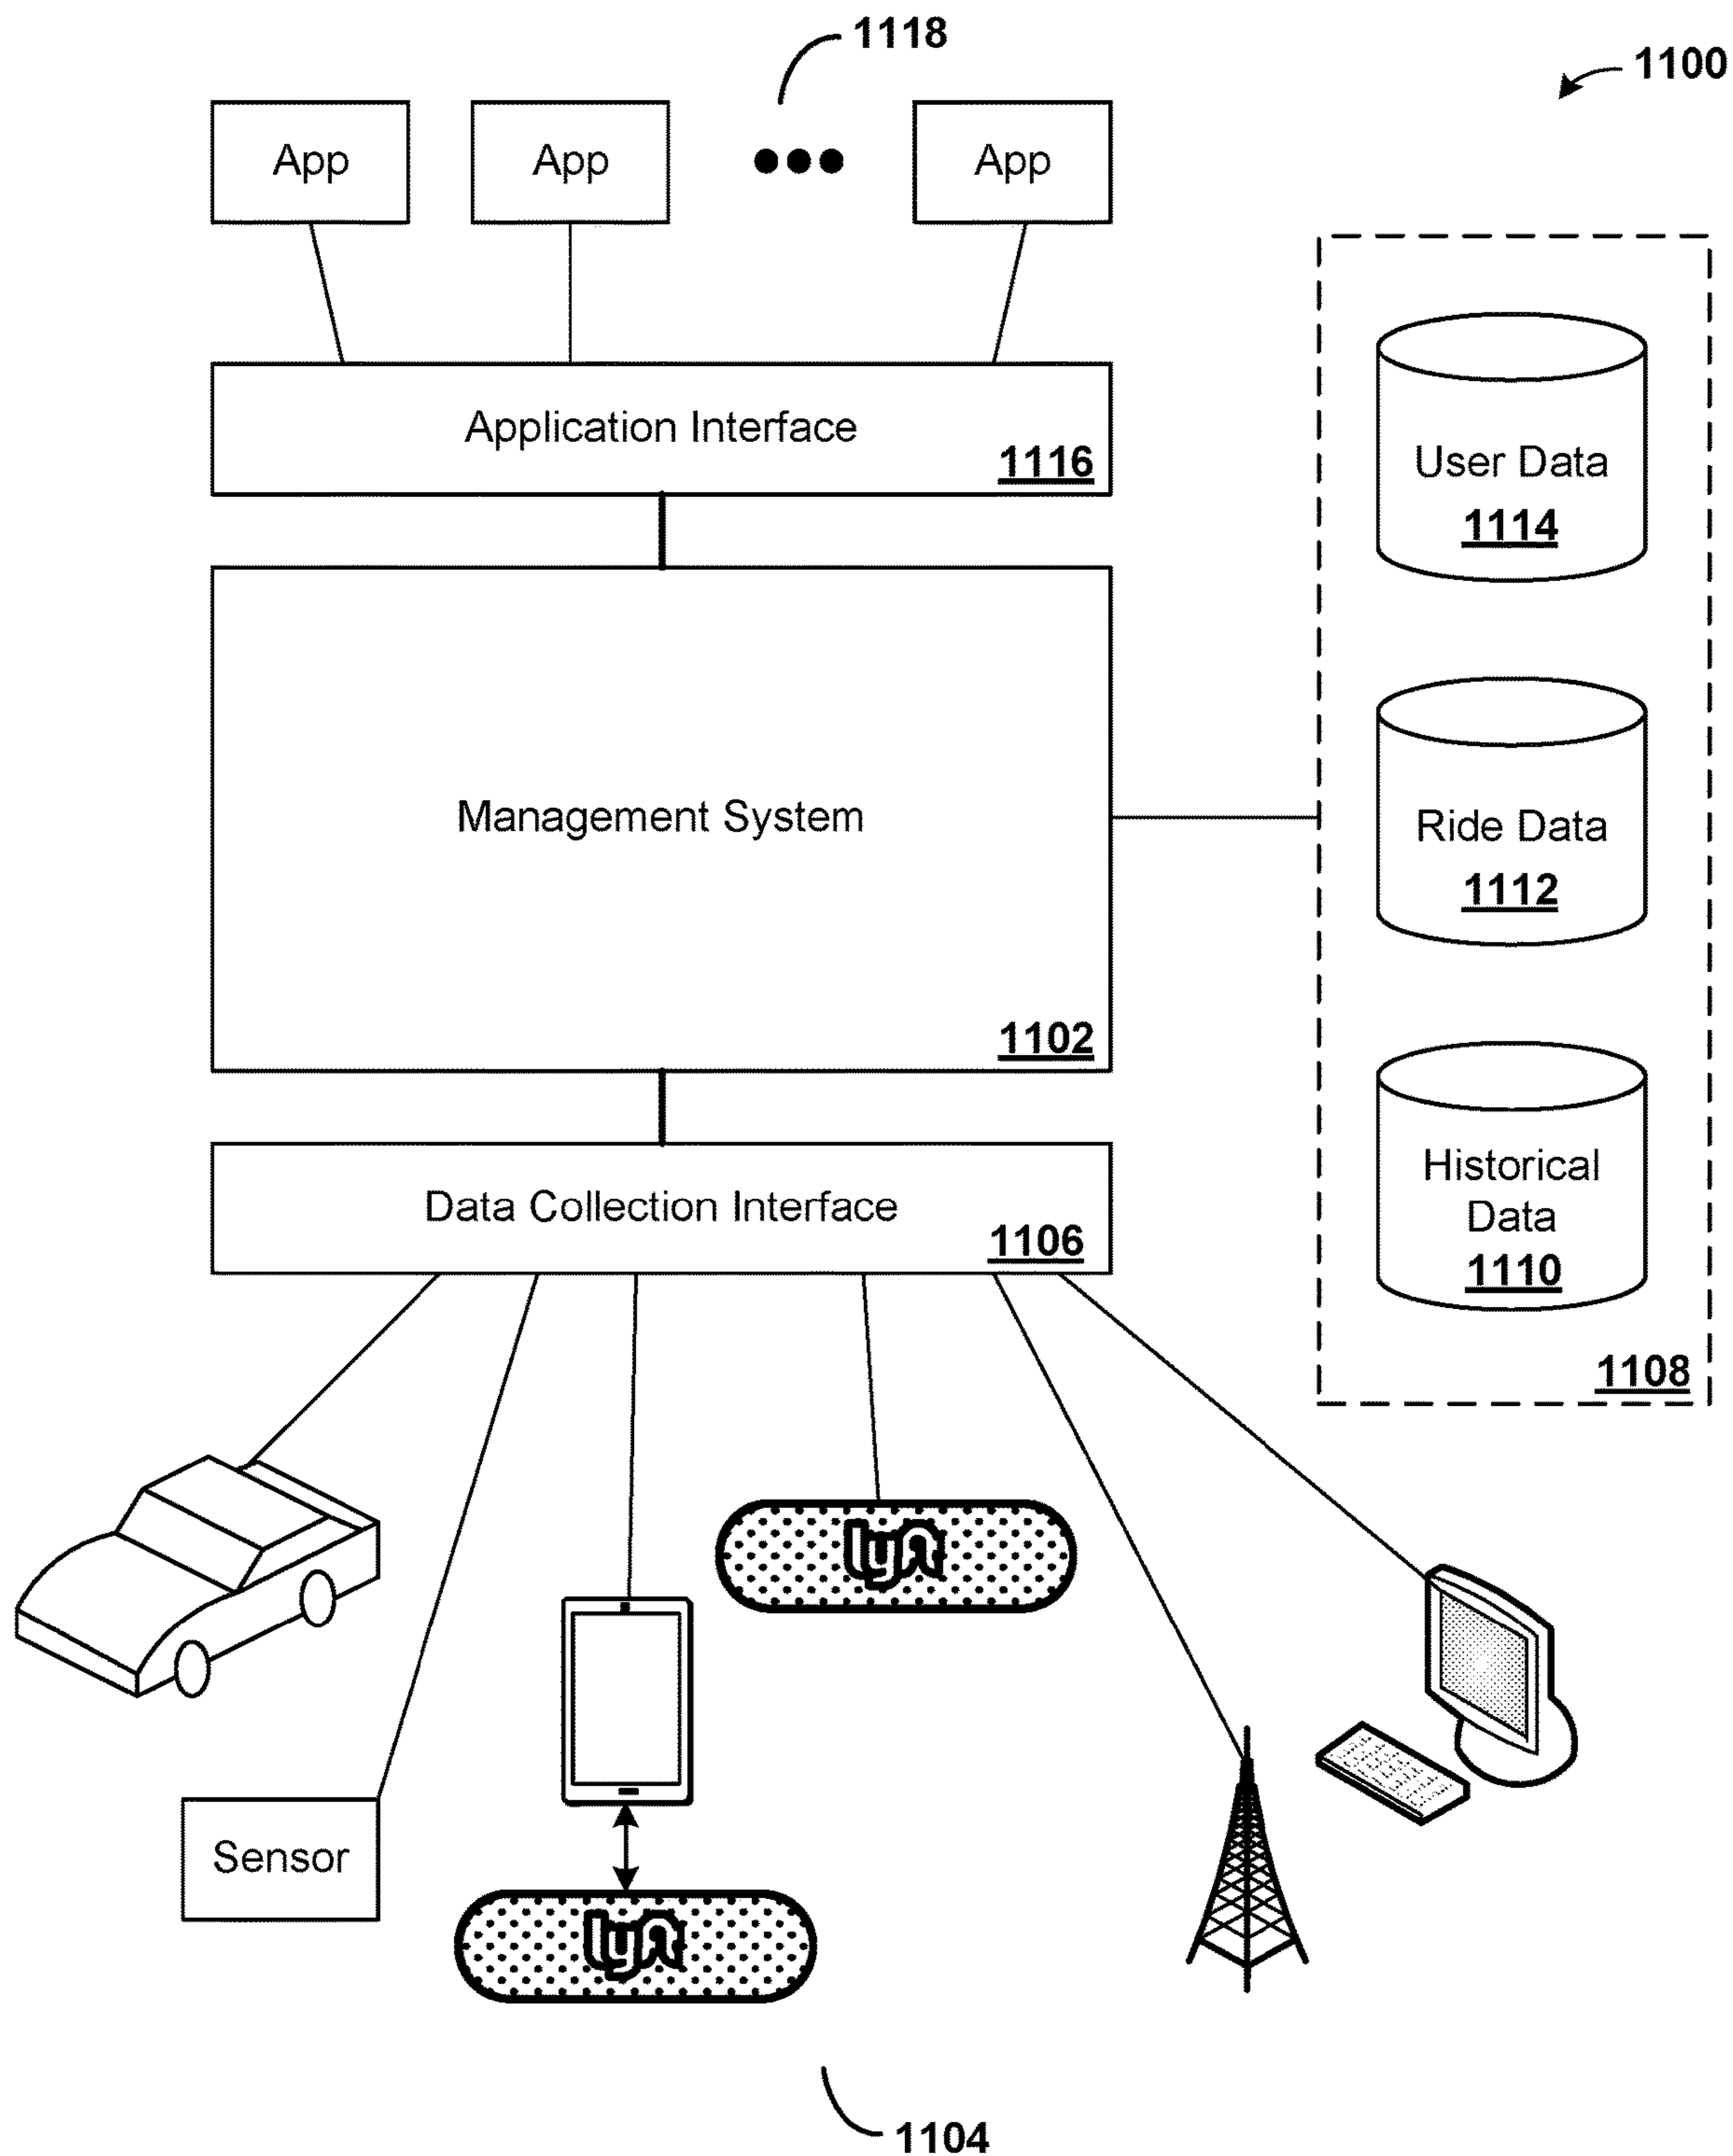 1118
1100
App
App
App
Application Interface
1116
User Data
1114
Management System
1102
Ride Data
1112
Data Collection Interface
1106
Historical
Data
1110
1108
lyft
Sensor
lyft
1104